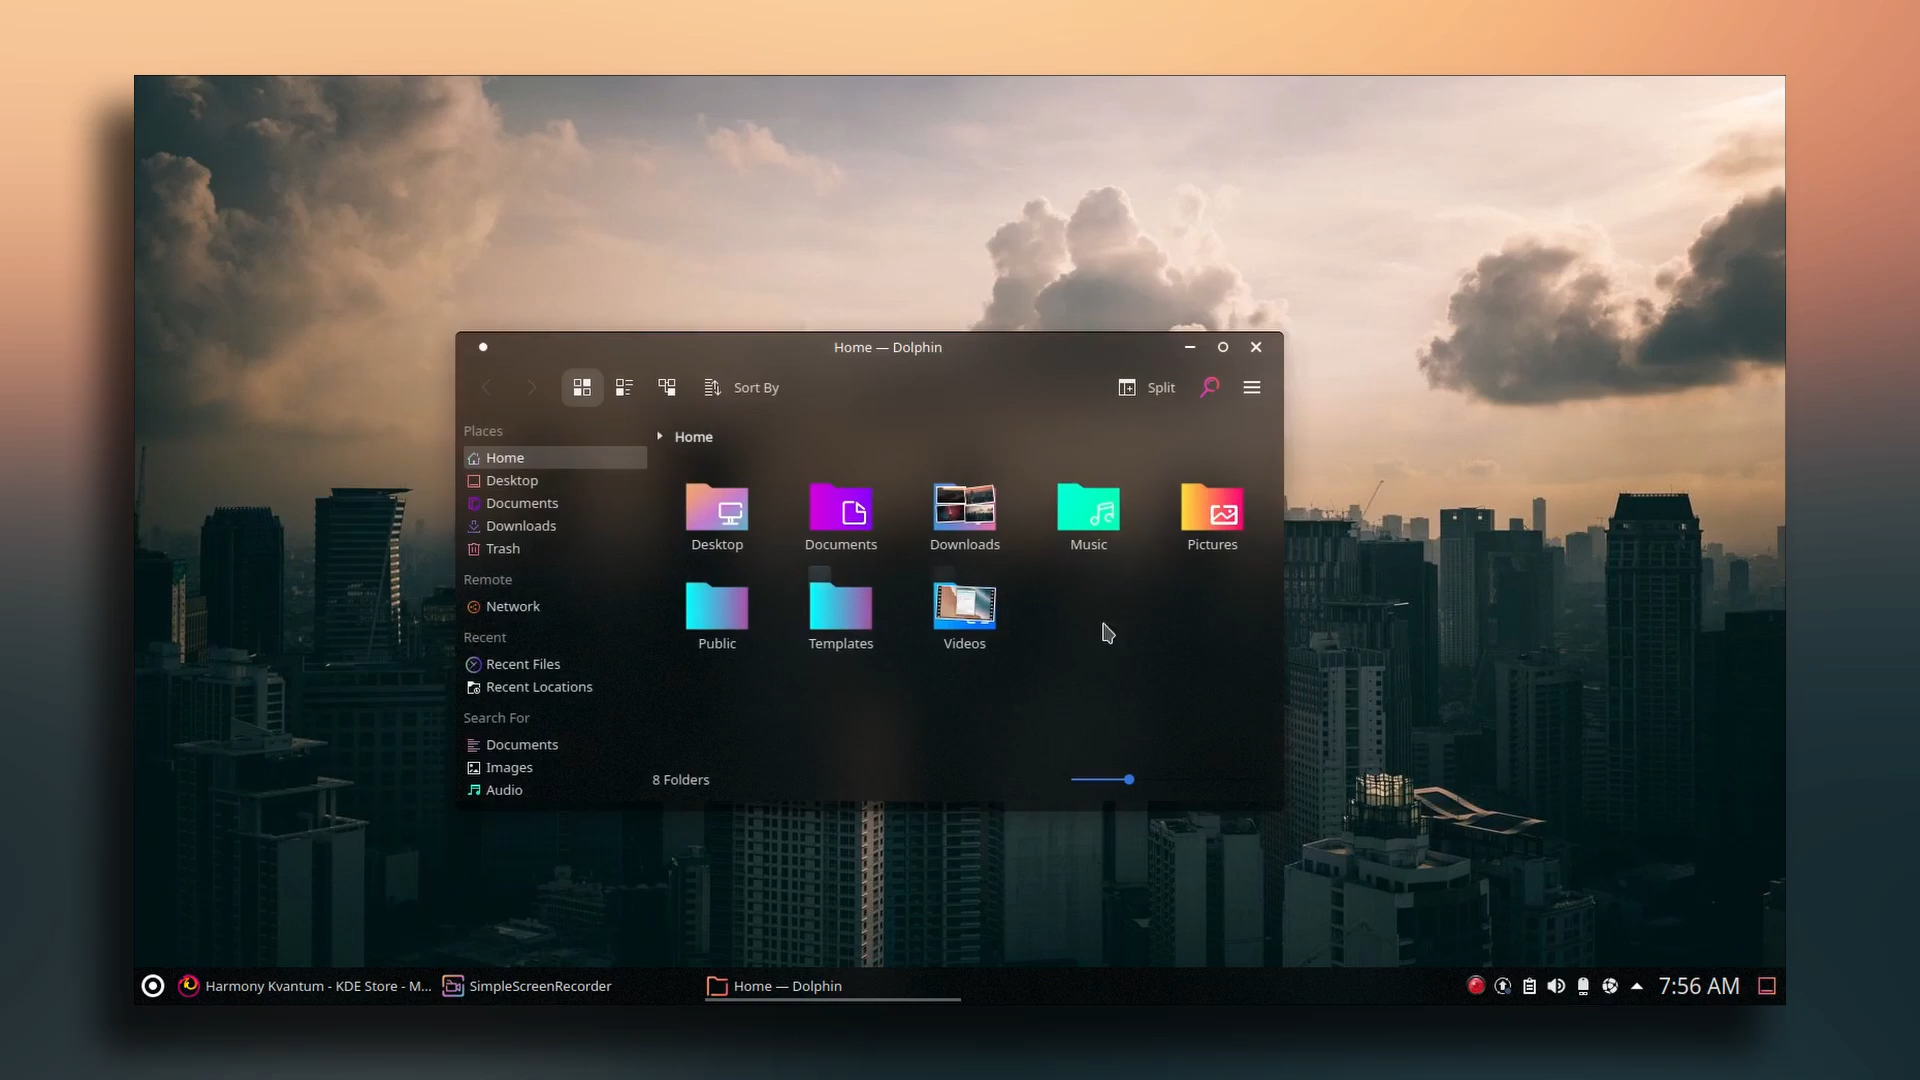 Home — Dolphin
Sort By
Split
Places
Home
Desktop
Documents
Downloads
Trash
Remote
Network
Recent
Recent Files
Recent Locations
Search For
Documents
Images
Audio
Home
Desktop
Documents
Downloads
Music
Pictures
Public
Templates
Videos
8 Folders
Harmony Kvantum - KDE Store - M...
SimpleScreenRecorder
Home — Dolphin
7:56 AM